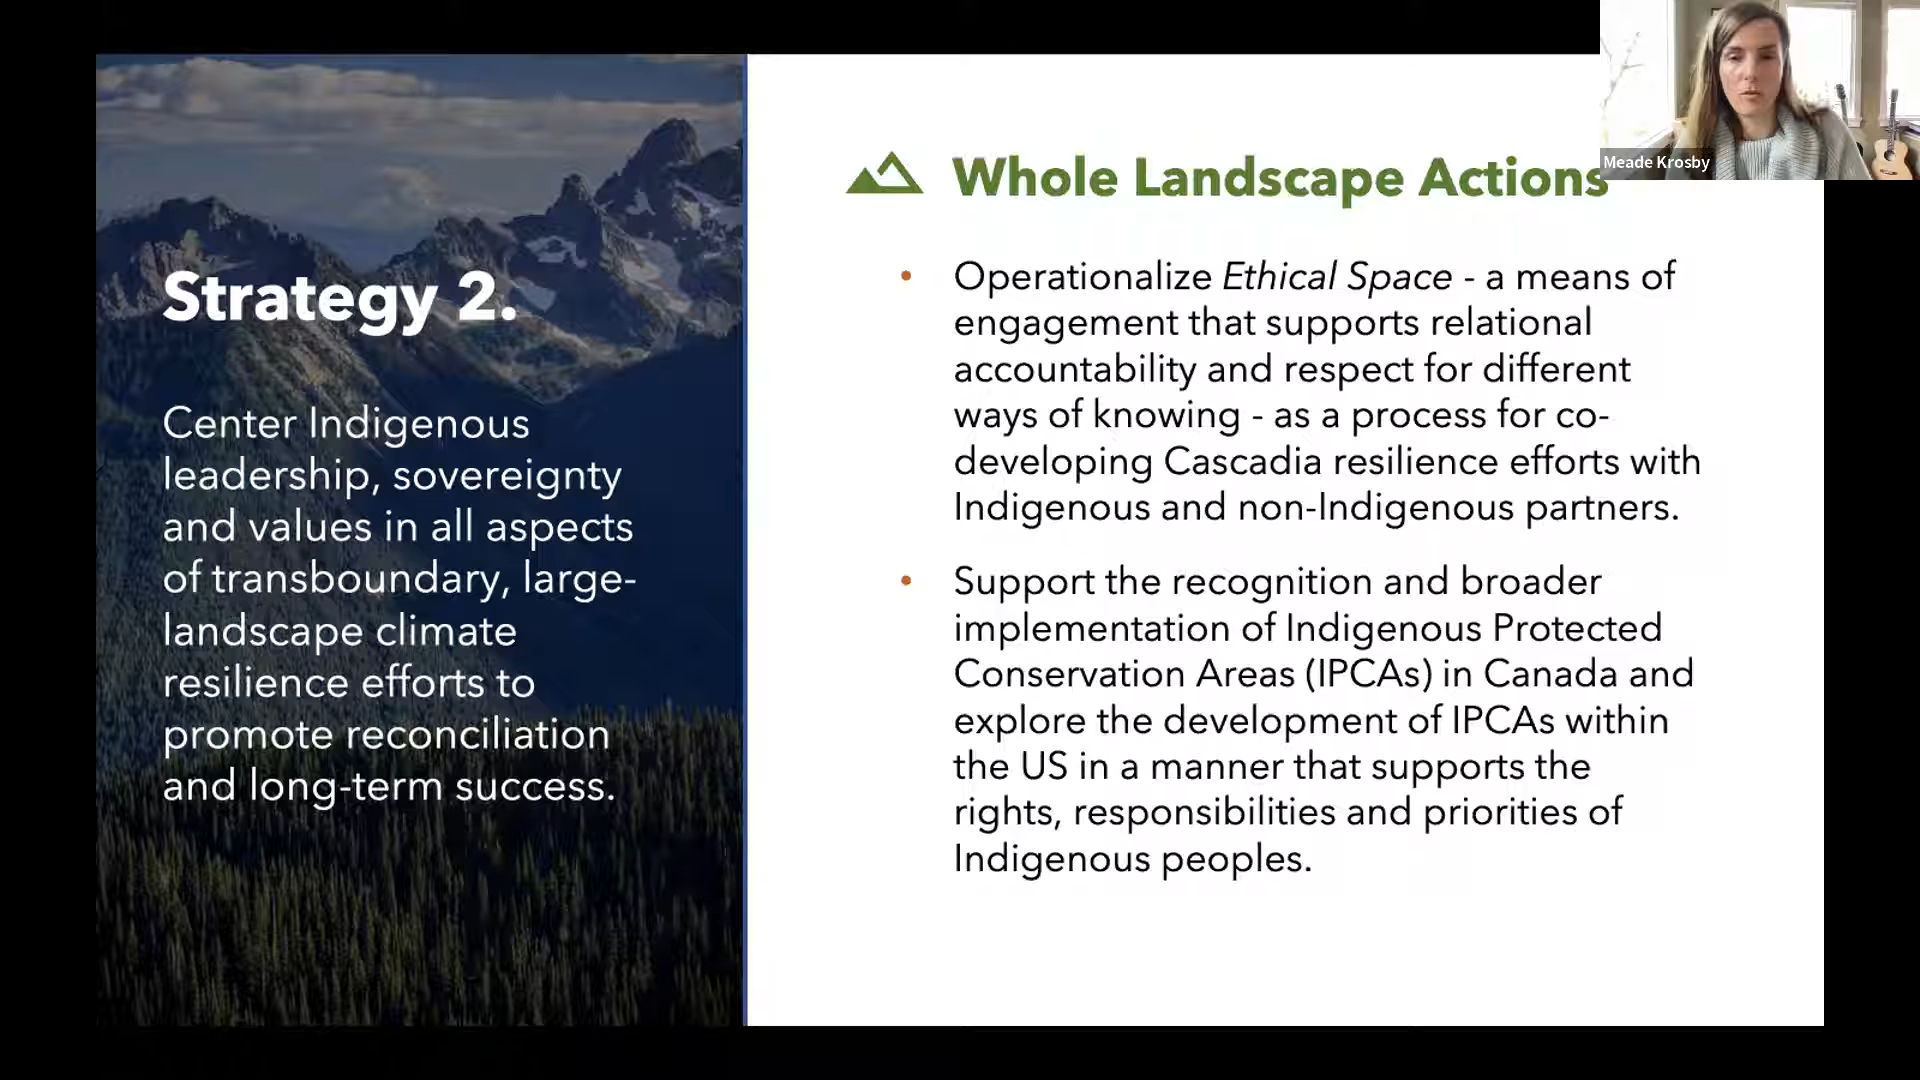 Strategy 2.
Center Indigenous
leadership, sovereignty
and values in all aspects
of transboundary, large-
landscape climate
resilience efforts to
promote reconciliation
and long-term success.
Whole Landscape Actions
• Operationalize Ethical Space - a means of
engagement that supports relational
accountability and respect for different
ways of knowing - as a process for co-
developing Cascadia resilience efforts with
Indigenous and non-Indigenous partners.
• Support the recognition and broader
implementation of Indigenous Protected
Conservation Areas (IPCAs) in Canada and
explore the development of IPCAs within
the US in a manner that supports the
rights, responsibilities and priorities of
Indigenous peoples.
Meade Krosby